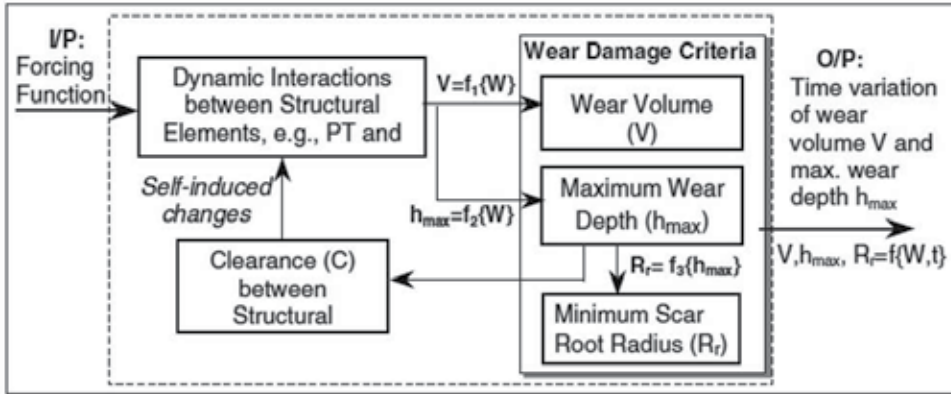 I/P:
Forcing
Function
Dynamic Interactions
between Structural
Elements, e.g., PT and
Self-induced
changes
Clearance (C)
between
Structural
V=f₁{W}
hmax=f₂{W}
Wear Damage Criteria
Wear Volume
(V)
Maximum Wear
Depth (hmax)
Rᵣ= f₃{hmax}
Minimum Scar
Root Radius (Rᵣ)
O/P:
Time variation
of wear
volume V and
max. wear
depth hmax
V,hmax, Rᵣ=f{W,t}